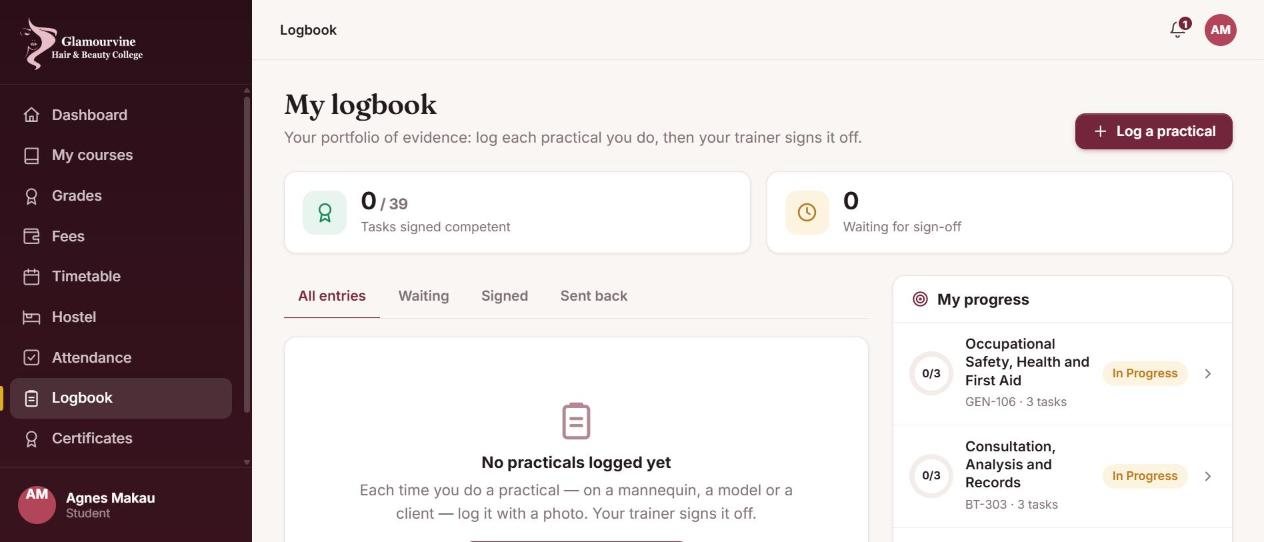 Glamourvine
Hair & Beauty College
Dashboard
My courses
Grades
Fees
Timetable
Hostel
Attendance
Logbook
Certificates
AM
Agnes Makau
Student
Logbook
1
AM
My logbook
Your portfolio of evidence: log each practical you do, then your trainer signs it off.
+ Log a practical
0 / 39
Tasks signed competent
0
Waiting for sign-off
All entries
Waiting
Signed
Sent back
No practicals logged yet
Each time you do a practical — on a mannequin, a model or a
client — log it with a photo. Your trainer signs it off.
My progress
0/3
Occupational
Safety, Health and
First Aid
GEN-106 · 3 tasks
In Progress
0/3
Consultation,
Analysis and
Records
BT-303 · 3 tasks
In Progress